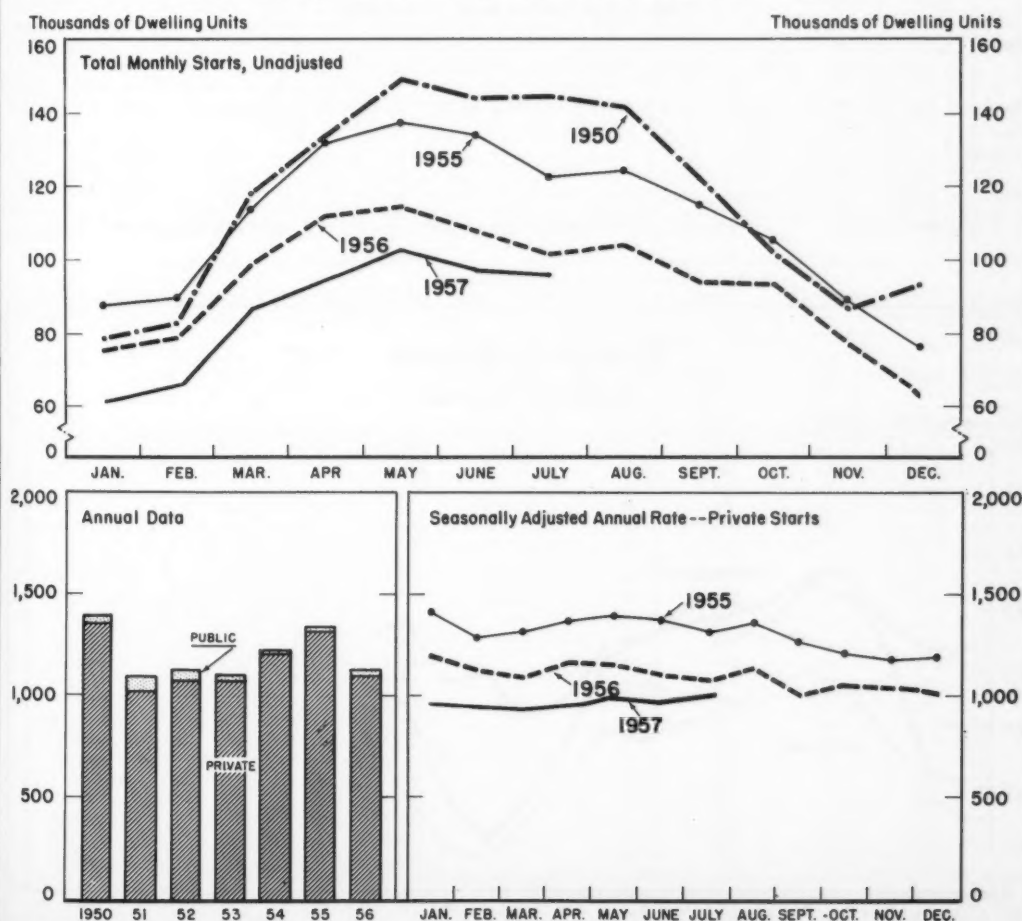 Thousands of Dwelling Units Thousands of Dwelling Units
160 160
Total Monthly Starts, Unadjusted
140 140
1950
1955
120 120
1956
100 100
1957
80 80
60 60
0 0
JAN. FEB. MAR. APR MAY JUNE JULY AUG. SEPT. OCT. NOV. DEC.
2,000 2,000
Annual Data Seasonally Adjusted Annual Rate--Private Starts
1,500 1,500
1955
PUBLIC
1956
1,000 1,000
1957
PRIVATE
500 500
0 0
1950 51 52 53 54 55 56 JAN. FEB. MAR. APR. MAY JUNE JULY AUG. SEPT. OCT. NOV. DEC.